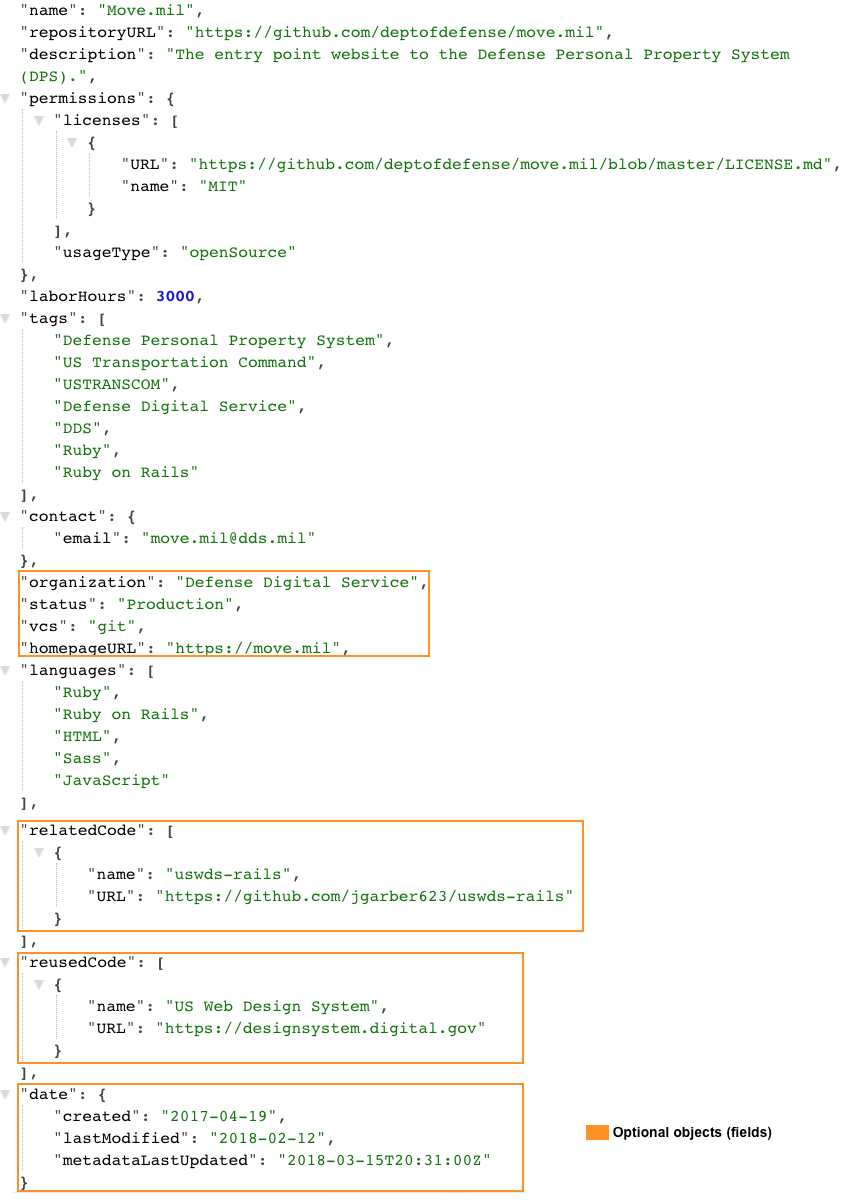 "name": "Move.mil",
"repositoryURL": "https://github.com/deptofdefense/move.mil",
"description": "The entry point website to the Defense Personal Property System
(DPS).",
"permissions": {
"licenses": [
{
"URL": "https://github.com/deptofdefense/move.mil/blob/master/LICENSE.md",
"name": "MIT"
}
],
"usageType": "openSource"
},
"laborHours": 3000,
"tags": [
"Defense Personal Property System",
"US Transportation Command",
"USTRANSCOM",
"Defense Digital Service",
"DDS",
"Ruby",
"Ruby on Rails"
],
"contact": {
"email": "move.mil@dds.mil"
},
"organization": "Defense Digital Service",
"status": "Production",
"vcs": "git",
"homepageURL": "https://move.mil",
"languages": [
"Ruby",
"Ruby on Rails",
"HTML",
"Sass",
"JavaScript"
],
"relatedCode": [
{
"name": "uswds-rails",
"URL": "https://github.com/jgarber623/uswds-rails"
}
],
"reusedCode": [
{
"name": "US Web Design System",
"URL": "https://designsystem.digital.gov"
}
],
"date": {
"created": "2017-04-19",
"lastModified": "2018-02-12",
"metadataLastUpdated": "2018-03-15T20:31:00Z"
}
Optional objects (fields)